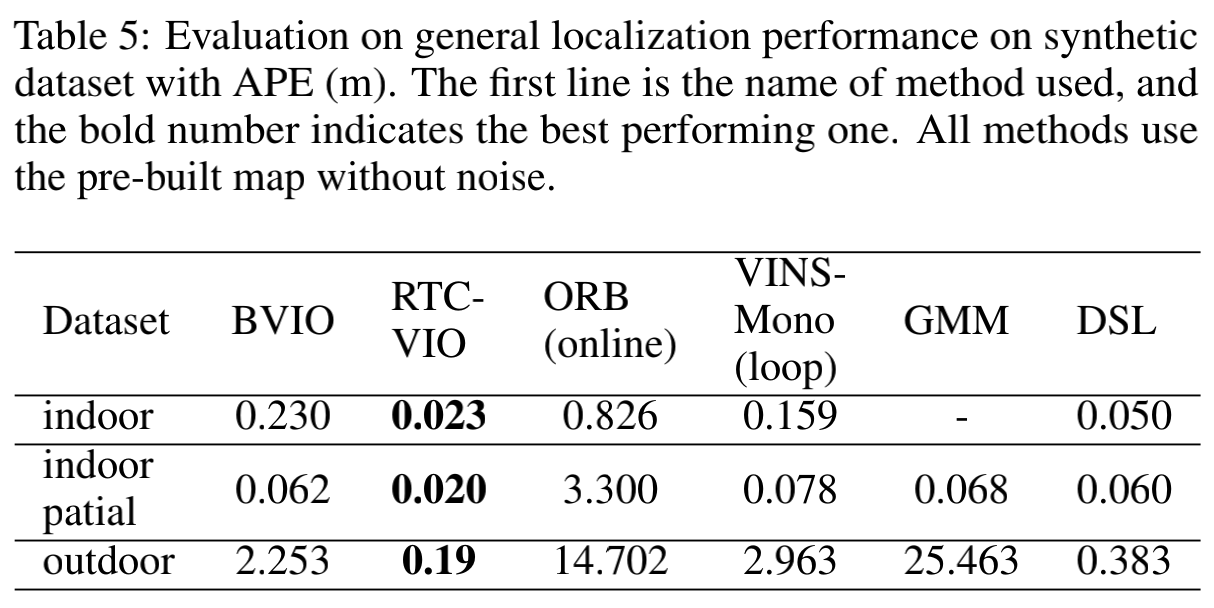 Table 5: Evaluation on general localization performance on synthetic
dataset with APE (m). The first line is the name of method used, and
the bold number indicates the best performing one. All methods use
the pre-built map without noise.
Dataset BVIO RTC-VIO ORB (online) VINS-Mono (loop) GMM DSL
indoor 0.230 0.023 0.826 0.159 - 0.050
indoor patial 0.062 0.020 3.300 0.078 0.068 0.060
outdoor 2.253 0.19 14.702 2.963 25.463 0.383